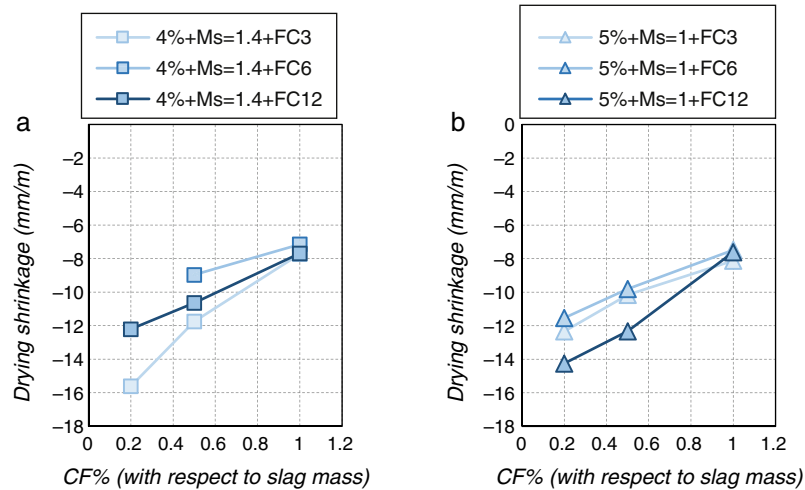 4%+Ms=1.4+FC3
4%+Ms=1.4+FC6
4%+Ms=1.4+FC12
a
0
–2
–4
–6
–8
–10
–12
–14
–16
–18
Drying shrinkage (mm/m)
0 0.2 0.4 0.6 0.8 1 1.2
CF% (with respect to slag mass)
5%+Ms=1+FC3
5%+Ms=1+FC6
5%+Ms=1+FC12
b
0
–2
–4
–6
–8
–10
–12
–14
–16
–18
Drying shrinkage (mm/m)
0 0.2 0.4 0.6 0.8 1 1.2
CF% (with respect to slag mass)